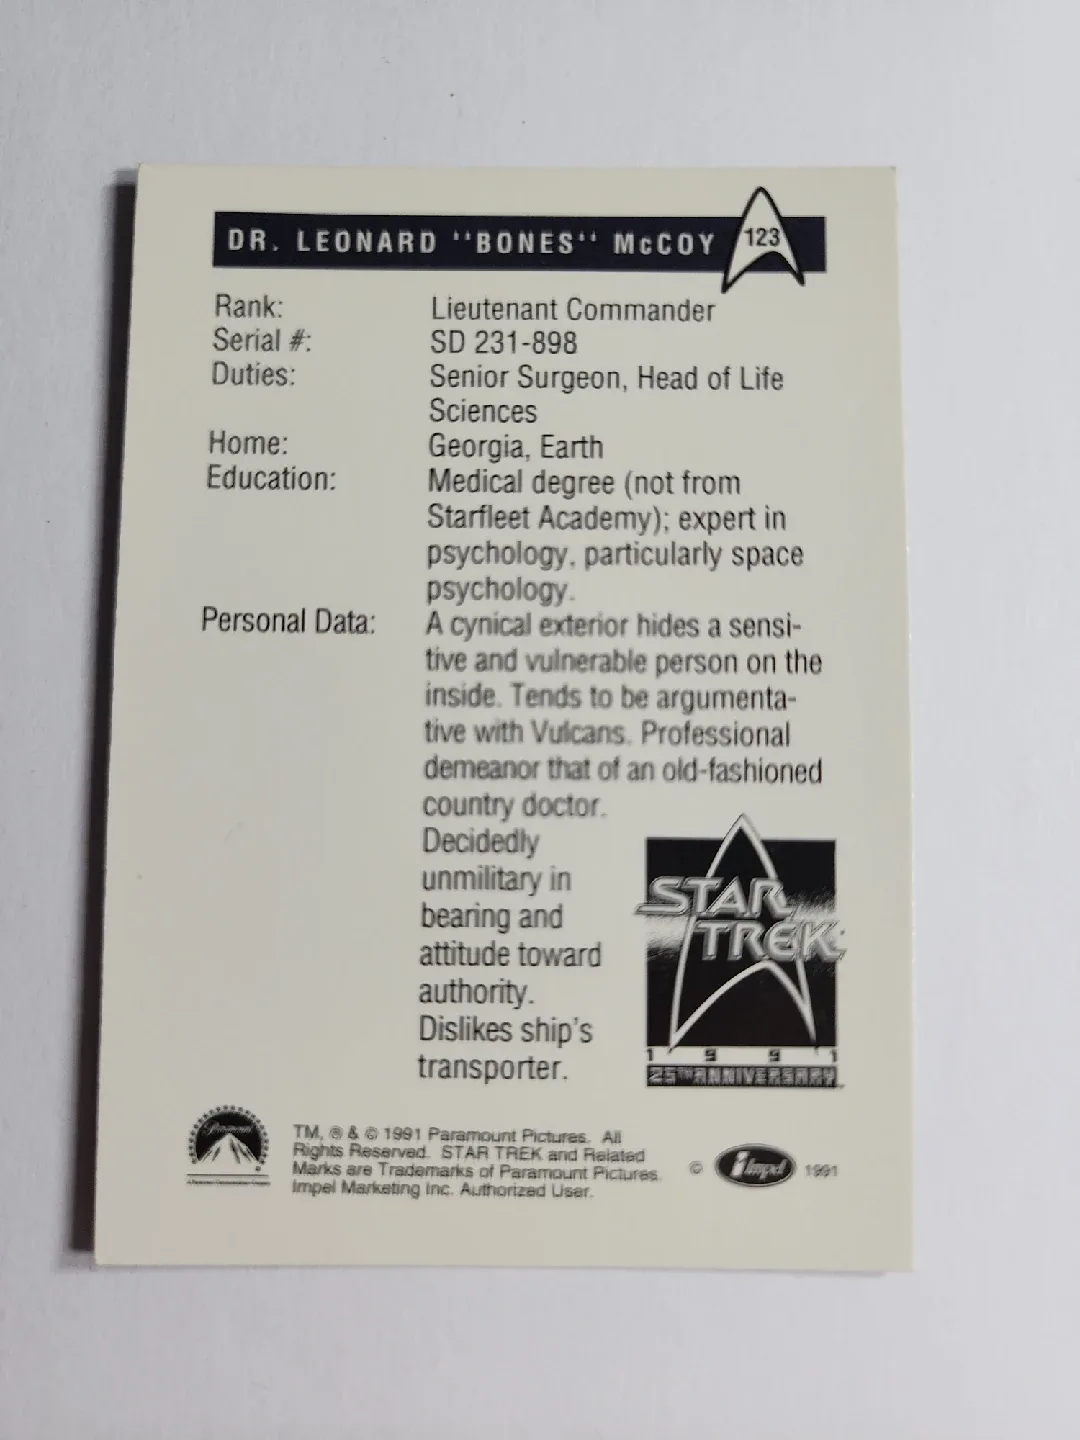 DR. LEONARD "BONES" McCOY 123
Rank: Lieutenant Commander
Serial #: SD 231-898
Duties: Senior Surgeon, Head of Life
Sciences
Home: Georgia, Earth
Education: Medical degree (not from
Starfleet Academy); expert in
psychology, particularly space
psychology.
Personal Data: A cynical exterior hides a sensi-
tive and vulnerable person on the
inside. Tends to be argumenta-
tive with Vulcans. Professional
demeanor that of an old-fashioned
country doctor.
Decidedly
unmilitary in
bearing and
attitude toward
authority.
Dislikes ship's
transporter.
STAR
TREK
1 9 9 1
25TH ANNIVERSARY
Paramount
TM, ® & © 1991 Paramount Pictures. All
Rights Reserved. STAR TREK and Related
Marks are Trademarks of Paramount Pictures.
Impel Marketing Inc. Authorized User.
© impel 1991